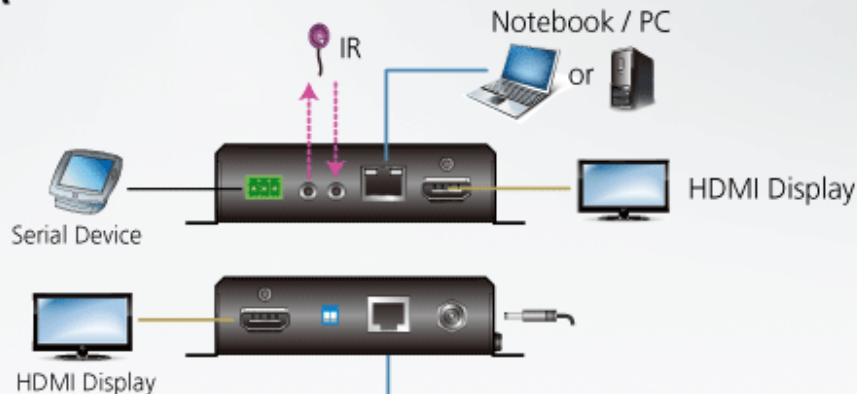 Notebook / PC
IR
or
HDMI Display
Serial Device
HDMI Display